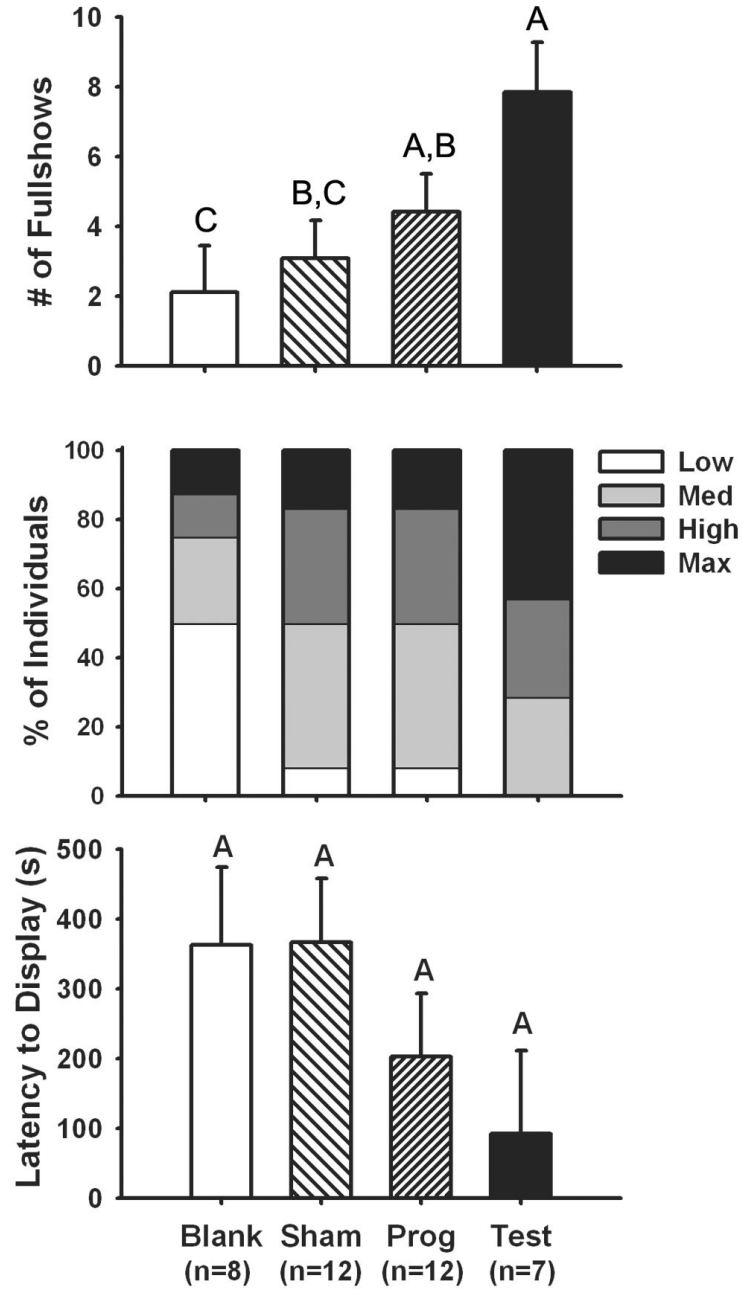 # of Fullshows
10
8
6
4
2
0
C
B,C
A,B
A
% of Individuals
100
80
60
40
20
0
Low
Med
High
Max
Latency to Display (s)
500
400
300
200
100
0
A
A
A
A
Blank Sham Prog Test
(n=8) (n=12) (n=12) (n=7)